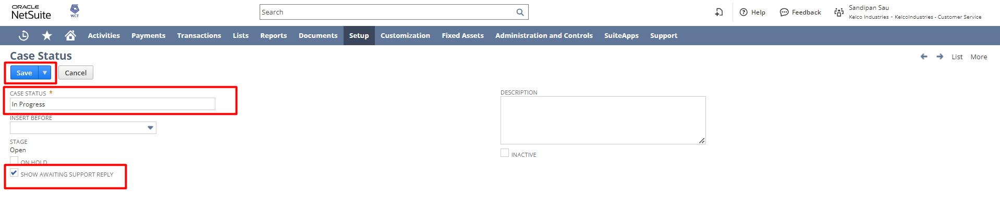 ORACLE
NetSuite
WCT
Search
Help
Feedback
Sandipan Sau
Kelco Industries - KelcoIndustries - Customer Service
Activities Payments Transactions Lists Reports Documents Setup Customization Fixed Assets Administration and Controls SuiteApps Support
Case Status
List More
Save Cancel
CASE STATUS *
In Progress
INSERT BEFORE
STAGE
Open
ON HOLD
SHOW AWAITING SUPPORT REPLY
DESCRIPTION
INACTIVE